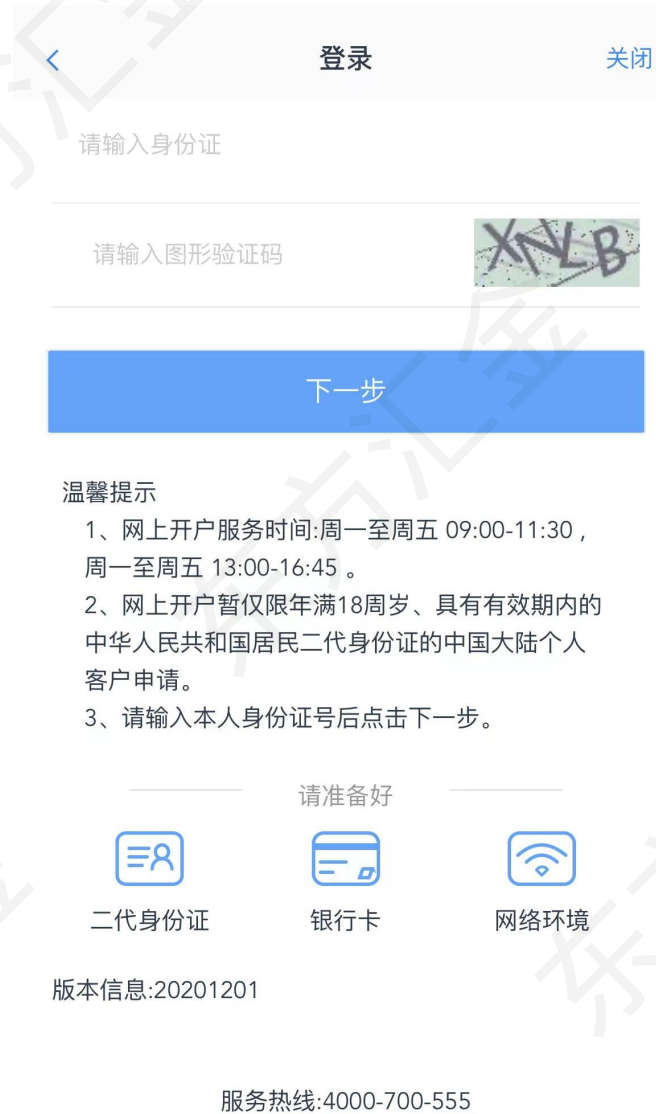 登录
关闭
请输入身份证
请输入图形验证码
XNLB
下一步
温馨提示
1、网上开户服务时间:周一至周五 09:00-11:30，
周一至周五 13:00-16:45 。
2、网上开户暂仅限年满18周岁、具有有效期内的
中华人民共和国居民二代身份证的中国大陆个人
客户申请。
3、请输入本人身份证号后点击下一步。
请准备好
二代身份证
银行卡
网络环境
版本信息:20201201
服务热线:4000-700-555
东方汇金